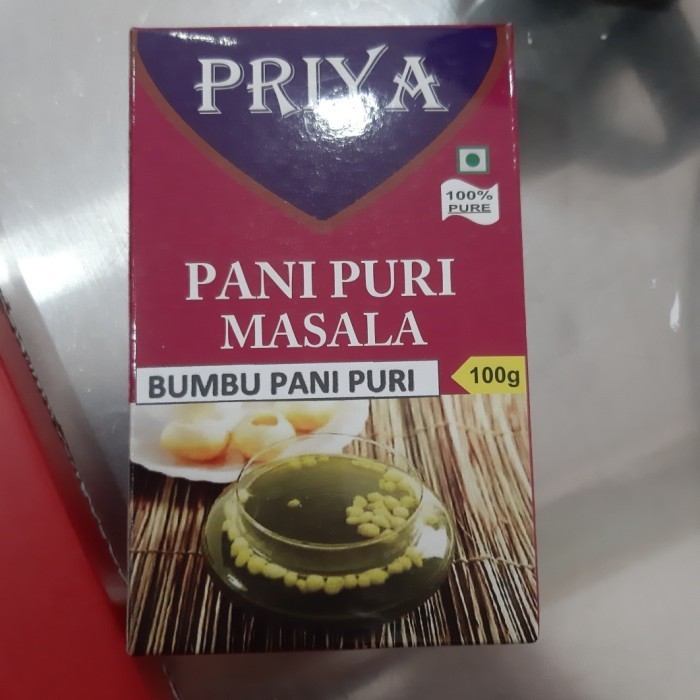 PRIYA
100%
PURE
PANI PURI
MASALA
BUMBU PANI PURI
100g